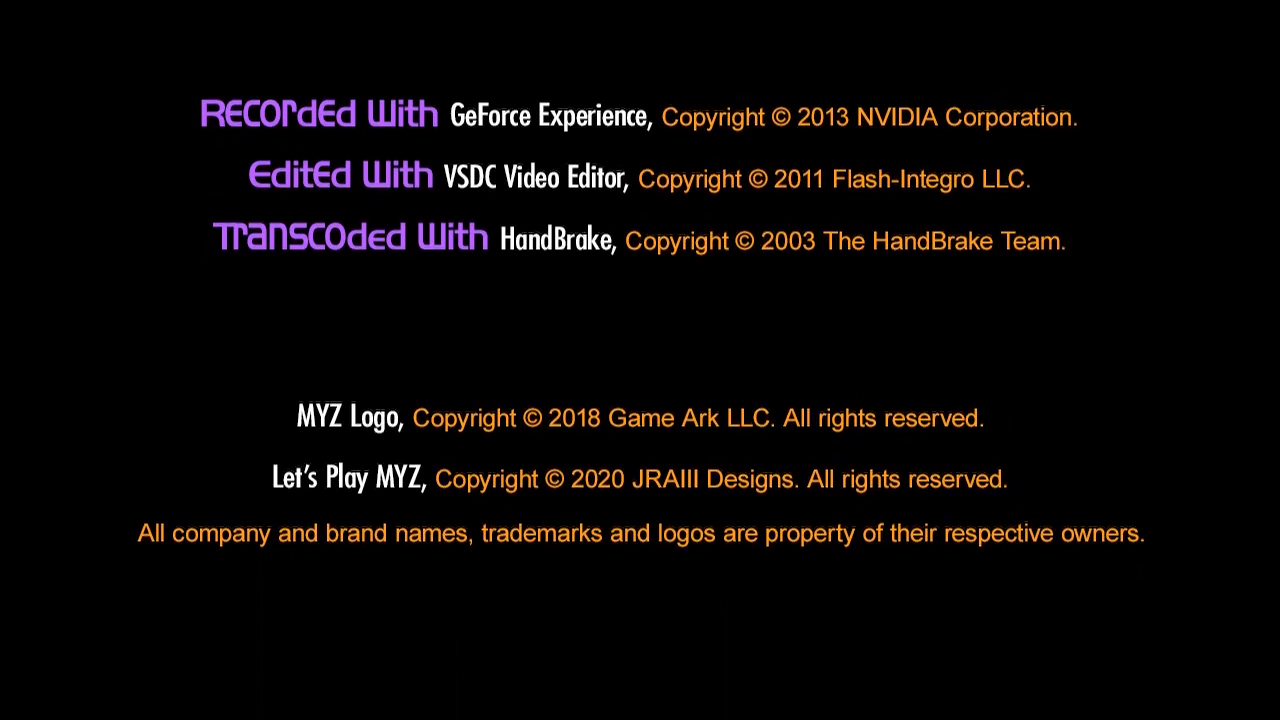 Recorded With GeForce Experience, Copyright © 2013 NVIDIA Corporation.
Edited With VSDC Video Editor, Copyright © 2011 Flash-Integro LLC.
Transcoded With HandBrake, Copyright © 2003 The HandBrake Team.
MYZ Logo, Copyright © 2018 Game Ark LLC. All rights reserved.
Let's Play MYZ, Copyright © 2020 JRAIII Designs. All rights reserved.
All company and brand names, trademarks and logos are property of their respective owners.